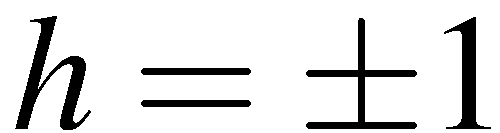 h = ±1